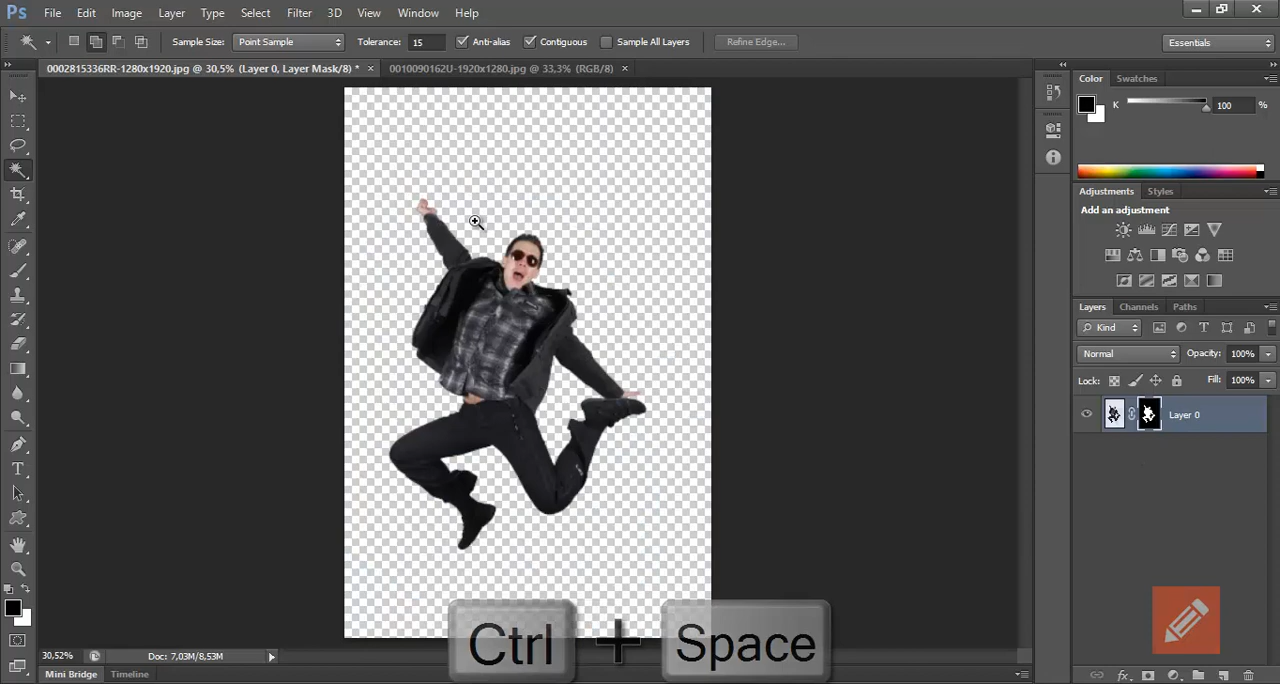 Ps File Edit Image Layer Type Select Filter 3D View Window Help
Sample Size: Point Sample Tolerance: 15 Anti-alias Contiguous Sample All Layers Refine Edge... Essentials
0002815336RR-1280x1920.jpg @ 30,5% (Layer 0, Layer Mask/8) * × 0010090162U-1920x1280.jpg @ 33,3% (RGB/8) ×
Color Swatches
K 100 %
Adjustments Styles
Add an adjustment
Layers Channels Paths
Kind
Normal Opacity: 100%
Lock: Fill: 100%
Layer 0
Ctrl + Space
30,52% Doc: 7,03M/8,53M
Mini Bridge Timeline